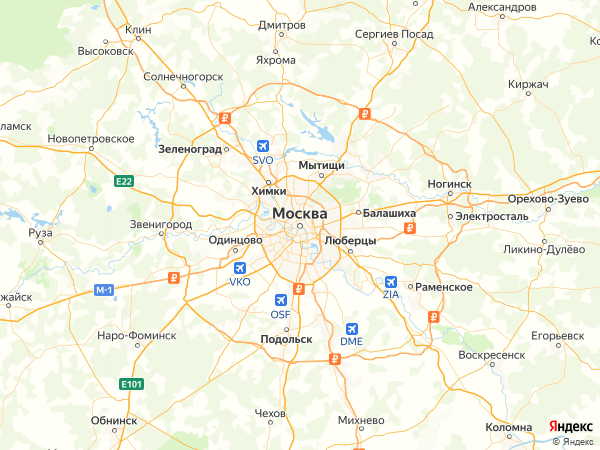 Александров
Дмитров
Клин
Сергиев Посад
Высоковск
Яхрома
Солнечногорск
Киржач
₽
₽
ламск
Новопетровское
Зеленоград
SVO
Мытищи
E22
Химки
Ногинск
Орехово-Зуево
Москва
Балашиха
Электросталь
Звенигород
₽
Руза
Одинцово
Люберцы
Ликино-Дулёво
VKO
₽
ZIA
Раменское
М-1
₽
жайск
OSF
₽
DME
Наро-Фоминск
Подольск
Егорьевск
₽
Воскресенск
E101
Чехов
Обнинск
Михнево
Коломна
Яндекс
© Яндекс